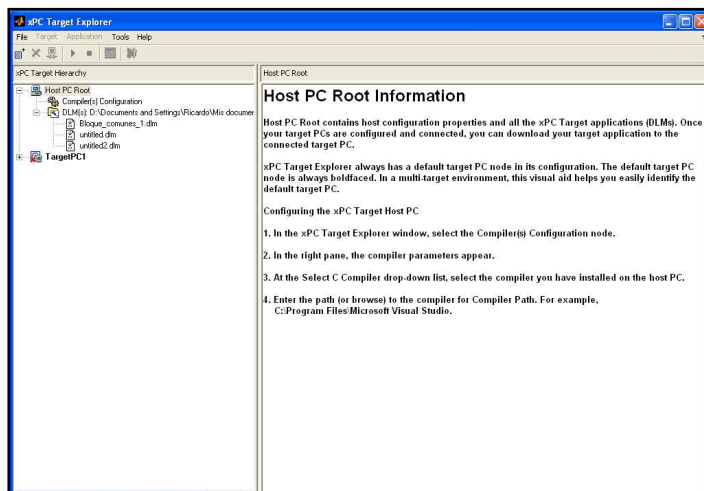 xPC Target Explorer
File Target Application Tools Help
xPC Target Hierarchy
Host PC Root
Compiler(s) Configuration
DLM(s): D:\Documents and Settings\Ricardo\Mis documer
Bloque_comunes_1.dlm
untitled.dlm
untitled2.dlm
TargetPC1
Host PC Root
Host PC Root Information
Host PC Root contains host configuration properties and all the xPC Target applications (DLMs). Once
your target PCs are configured and connected, you can download your target application to the
connected target PC.
xPC Target Explorer always has a default target PC node in its configuration. The default target PC
node is always boldfaced. In a multi-target environment, this visual aid helps you easily identify the
default target PC.
Configuring the xPC Target Host PC
1. In the xPC Target Explorer window, select the Compiler(s) Configuration node.
2. In the right pane, the compiler parameters appear.
3. At the Select C Compiler drop-down list, select the compiler you have installed on the host PC.
4. Enter the path (or browse) to the compiler for Compiler Path. For example,
C:\Program Files\Microsoft Visual Studio.